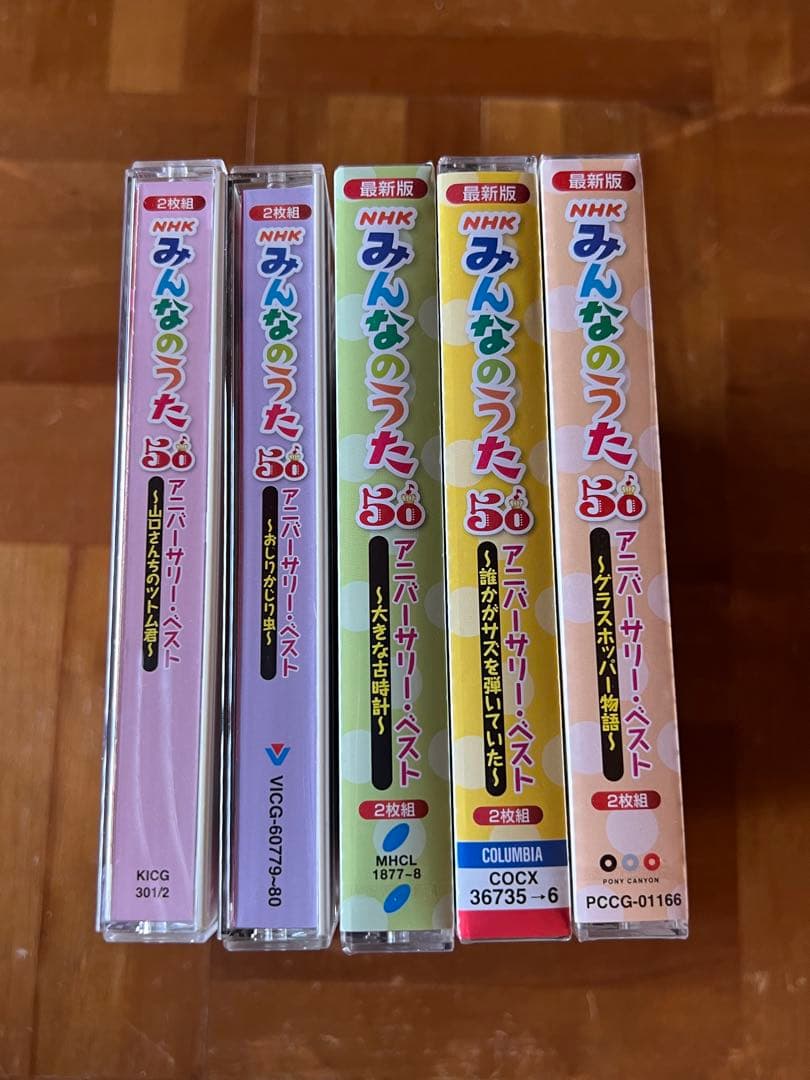 2枚組
NHK
みんなのうた
50
アニバーサリー・ベスト
〜山口さんちのツトム君〜
KICG
301/2
2枚組
NHK
みんなのうた
50
アニバーサリー・ベスト
〜おしりかじり虫〜
VICG-60779~80
最新版
NHK
みんなのうた
50
アニバーサリー・ベスト
〜大きな古時計〜
2枚組
MHCL
1877~8
最新版
NHK
みんなのうた
50
アニバーサリー・ベスト
〜誰かがサズを弾いていた〜
2枚組
COLUMBIA
COCX
36735→6
最新版
NHK
みんなのうた
50
アニバーサリー・ベスト
〜グラスホッパー物語〜
2枚組
PONY CANYON
PCCG-01166